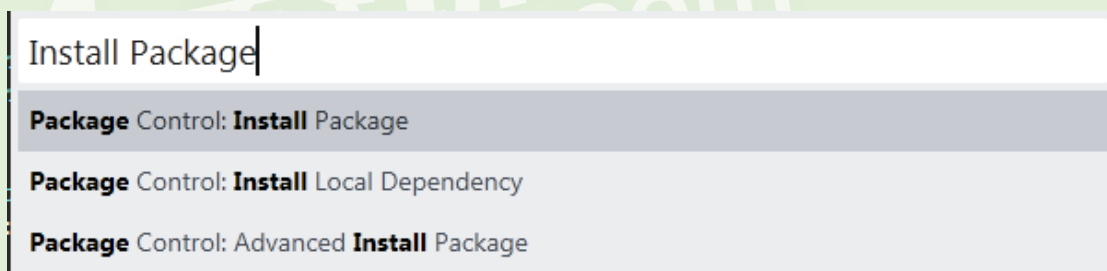 Install Package
Package Control: Install Package
Package Control: Install Local Dependency
Package Control: Advanced Install Package